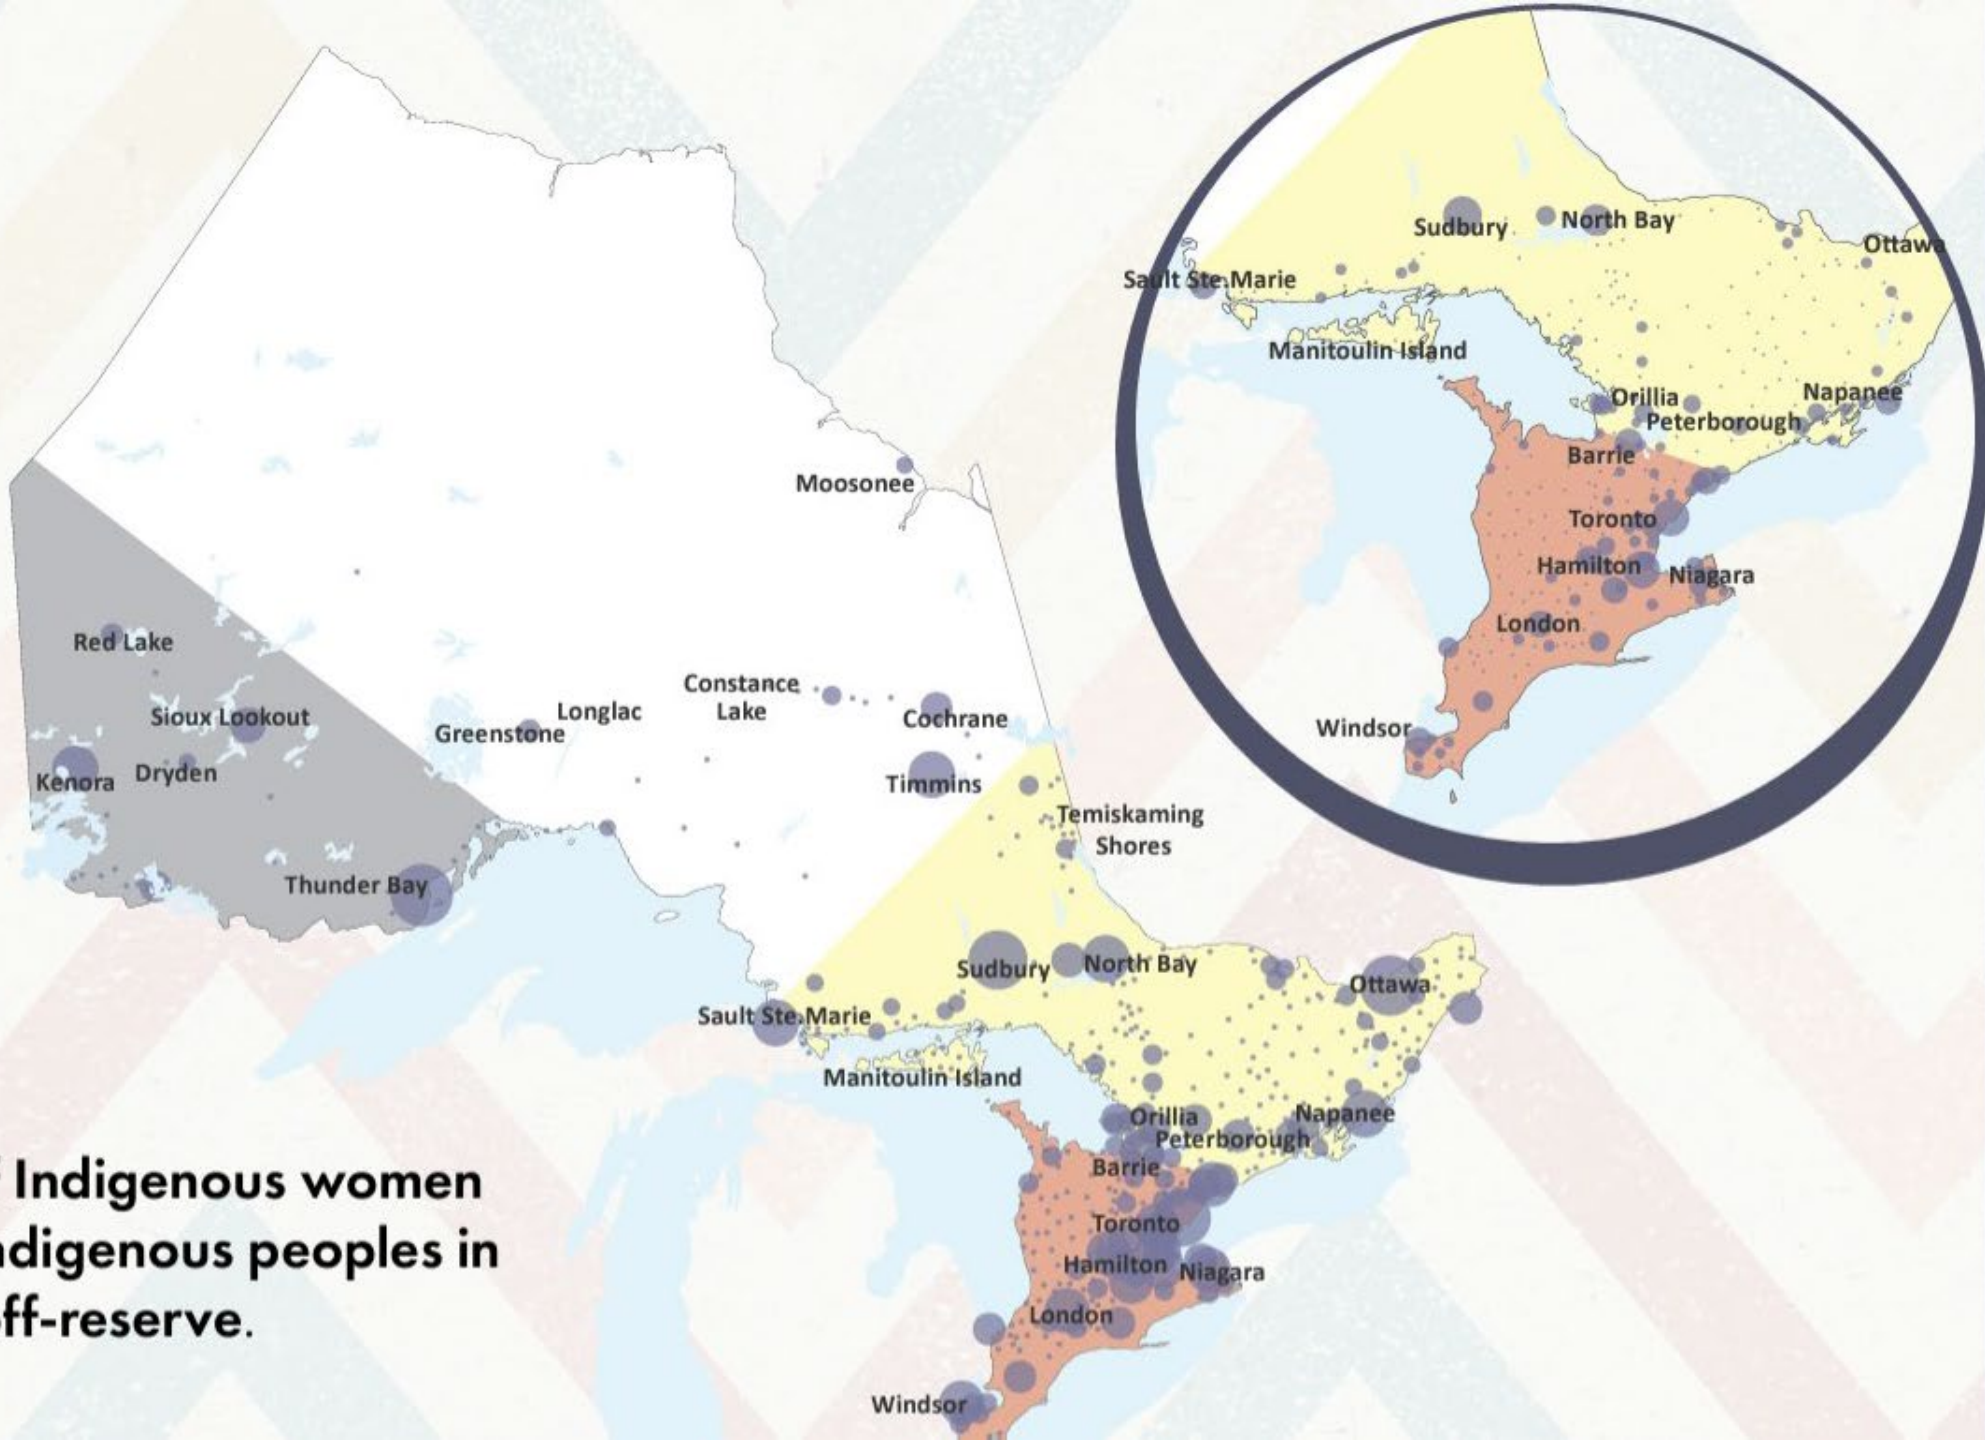 Sudbury
North Bay
Ottawa
Sault Ste.Marie
Manitoulin Island
Orillia
Napanee
Peterborough
Barrie
Toronto
Hamilton
Niagara
London
Windsor
Moosonee
Red Lake
Sioux Lookout
Kenora
Dryden
Thunder Bay
Greenstone
Longlac
Constance
Lake
Cochrane
Timmins
Temiskaming
Shores
Sudbury
North Bay
Ottawa
Sault Ste.Marie
Manitoulin Island
Orillia
Napanee
Peterborough
Barrie
Toronto
Hamilton
Niagara
London
Windsor
Indigenous women
digenous peoples in
ff-reserve.